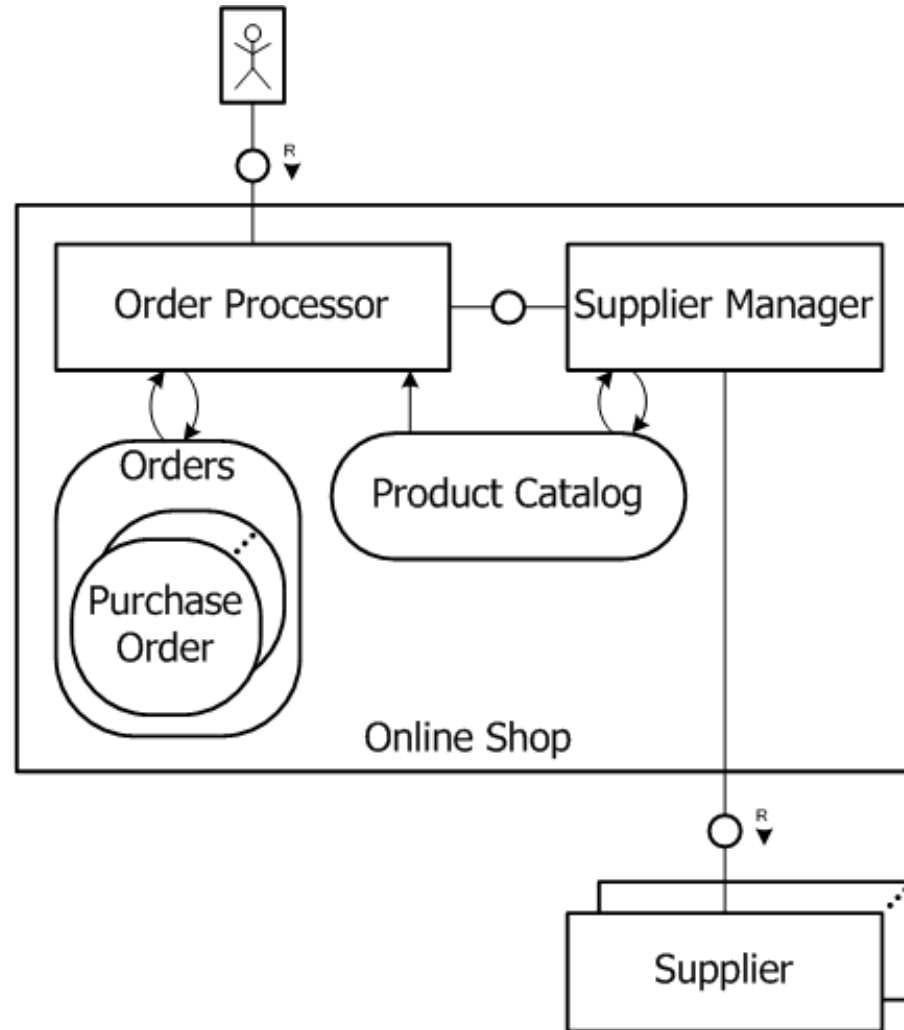 R
Order Processor
Supplier Manager
Orders
Product Catalog
Purchase
Order
Online Shop
R
Supplier